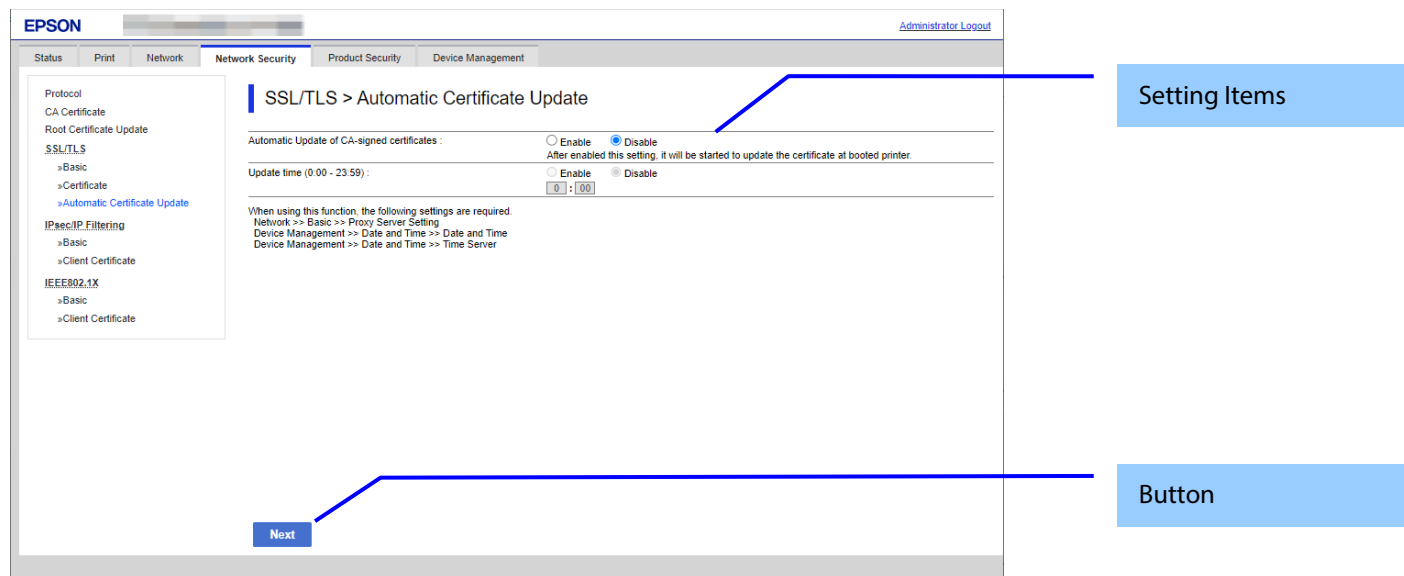 EPSON
Administrator Logout
Status Print Network Network Security Product Security Device Management
Protocol
CA Certificate
Root Certificate Update
SSL/TLS
»Basic
»Certificate
»Automatic Certificate Update
IPsec/IP Filtering
»Basic
»Client Certificate
IEEE802.1X
»Basic
»Client Certificate
SSL/TLS > Automatic Certificate Update
Automatic Update of CA-signed certificates : Enable Disable
After enabled this setting, it will be started to update the certificate at booted printer.
Update time (0:00 - 23:59) : Enable Disable
0 : 00
When using this function, the following settings are required.
Network >> Basic >> Proxy Server Setting
Device Management >> Date and Time >> Date and Time
Device Management >> Date and Time >> Time Server
Next
Setting Items
Button